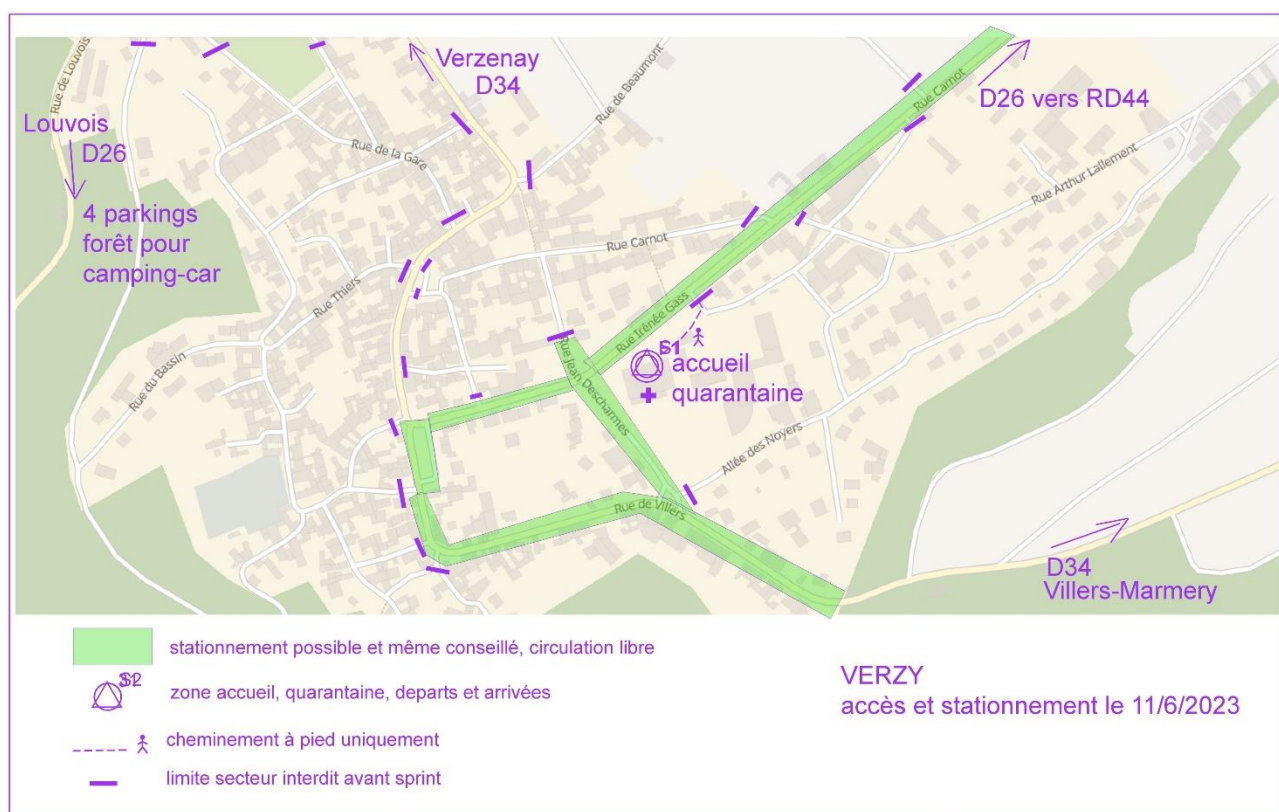 Rue de Louvois
Louvois
D26
4 parkings
forêt pour
camping-car
Verzenay
D34
Rue de Beaumont
Rue de la Gare
Rue Thiers
Rue du Bassin
Rue Carnot
Rue Carnot
D26 vers RD44
Rue Arthur Lallement
Rue Irénée Gass
Rue Jean Descharmes
accueil
quarantaine
Allée des Noyers
Rue de Villers
D34
Villers-Marmery
stationnement possible et même conseillé, circulation libre
zone accueil, quarantaine, departs et arrivées
cheminement à pied uniquement
limite secteur interdit avant sprint
VERZY
accès et stationnement le 11/6/2023